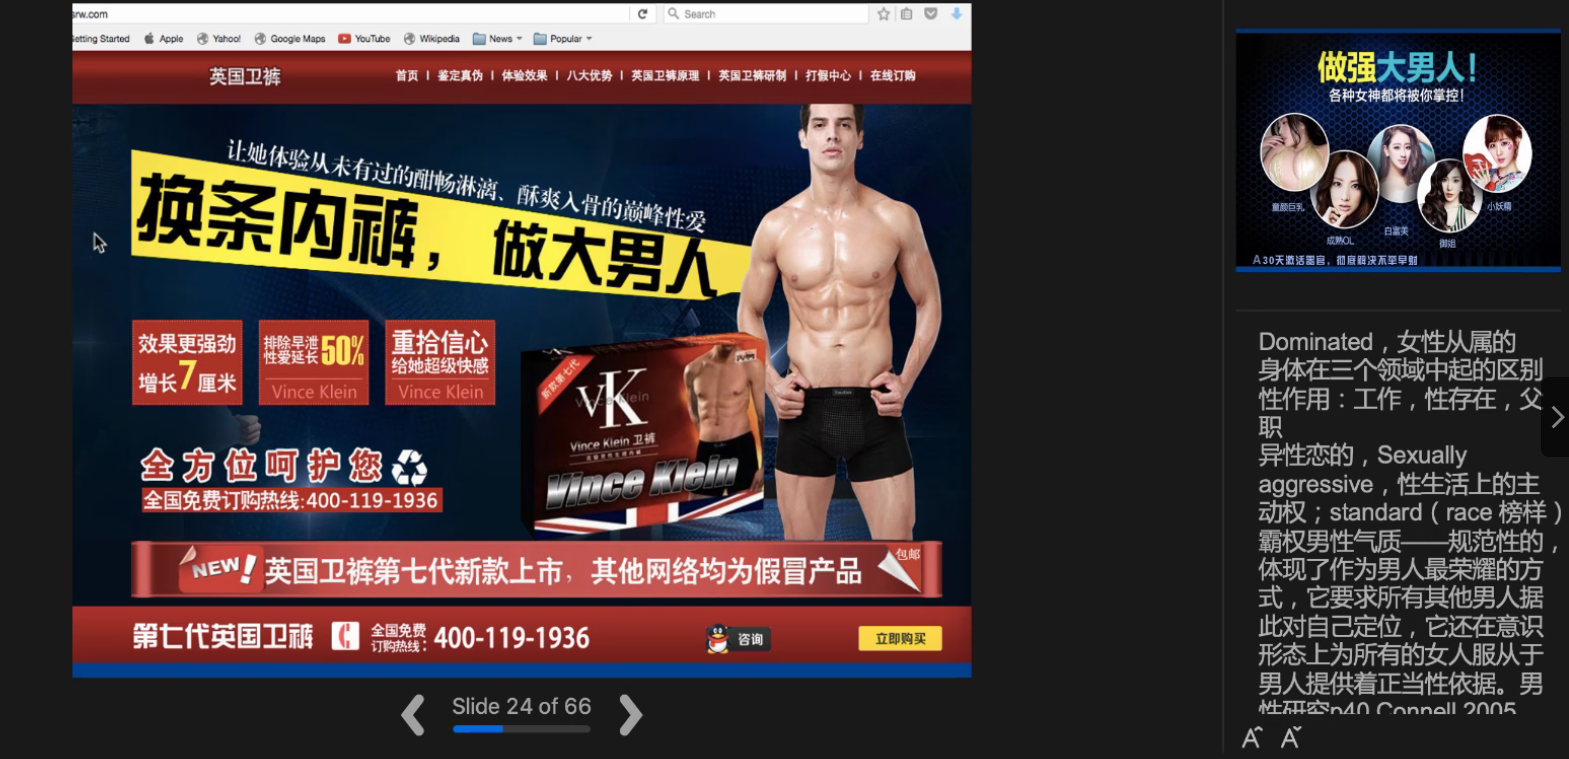 srw.com
Search
Getting Started Apple Yahoo! Google Maps YouTube Wikipedia News Popular
英国卫裤
首页 | 鉴定真伪 | 体验效果 | 八大优势 | 英国卫裤原理 | 英国卫裤研制 | 打假中心 | 在线订购
让她体验从未有过的酣畅淋漓、酥爽入骨的巅峰性爱
换条内裤，做大男人
效果更强劲
增长7厘米
排除早泄
性爱延长50%
Vince Klein
重拾信心
给她超级快感
Vince Klein
新款第七代
VK
Vince Klein
Vince Klein 卫裤
Vince Klein
全方位呵护您
全国免费订购热线:400-119-1936
NEW! 英国卫裤第七代新款上市，其他网络均为假冒产品
包邮
第七代英国卫裤
全国免费
订购热线：400-119-1936
咨询
立即购买
Slide 24 of 66
做强大男人！
各种女神都将被你掌控！
童颜巨乳
成熟OL
白富美
御姐
小妖精
Dominated，女性从属的
身体在三个领域中起的区别
性作用：工作，性存在，父
职
异性恋的，Sexually
aggressive，性生活上的主
动权；standard（race 榜样）
霸权男性气质——规范性的，
体现了作为男人最荣耀的方
式，它要求所有其他男人据
此对自己定位，它还在意识
形态上为所有的女人服从于
男人提供着正当性依据。男
性研究p40 Connell 2005